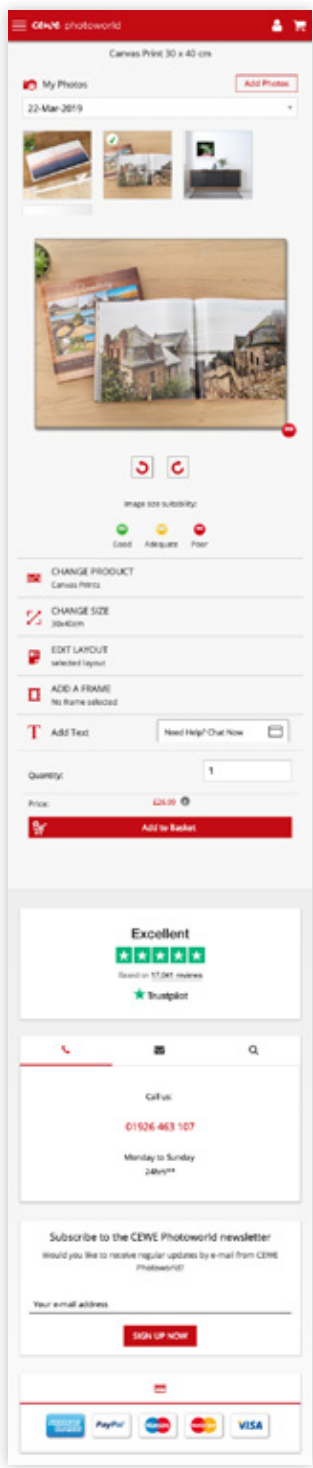 cewe photoworld
Canvas Print 30 x 40 cm
My Photos
Add Photos
22-Mar-2019
Image size suitability:
Good Adequate Poor
CHANGE PRODUCT
Canvas Prints
CHANGE SIZE
30x40cm
EDIT LAYOUT
selected layout
ADD A FRAME
No frame selected
Add Text
Need Help? Chat Now
Quantity:
1
Price:
£26.99
Add to Basket
Excellent
Based on 17,041 reviews
Trustpilot
Call us:
01926 463 107
Monday to Sunday
24hrs**
Subscribe to the CEWE Photoworld newsletter
Would you like to receive regular updates by e-mail from CEWE
Photoworld?
Your e-mail address
SIGN UP NOW
PayPal
VISA